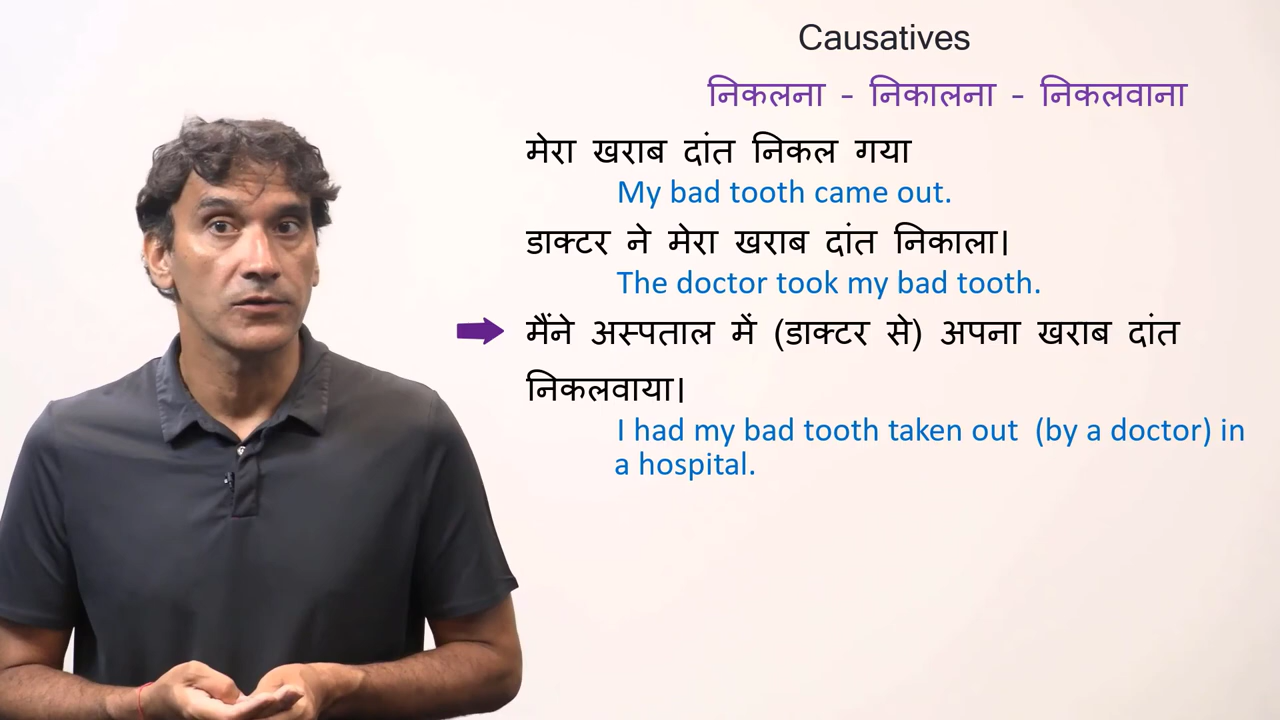 Causatives
निकलना - निकालना - निकलवाना
मेरा खराब दांत निकल गया
My bad tooth came out.
डाक्टर ने मेरा खराब दांत निकाला।
The doctor took my bad tooth.
मैंने अस्पताल में (डाक्टर से) अपना खराब दांत
निकलवाया।
I had my bad tooth taken out (by a doctor) in
a hospital.